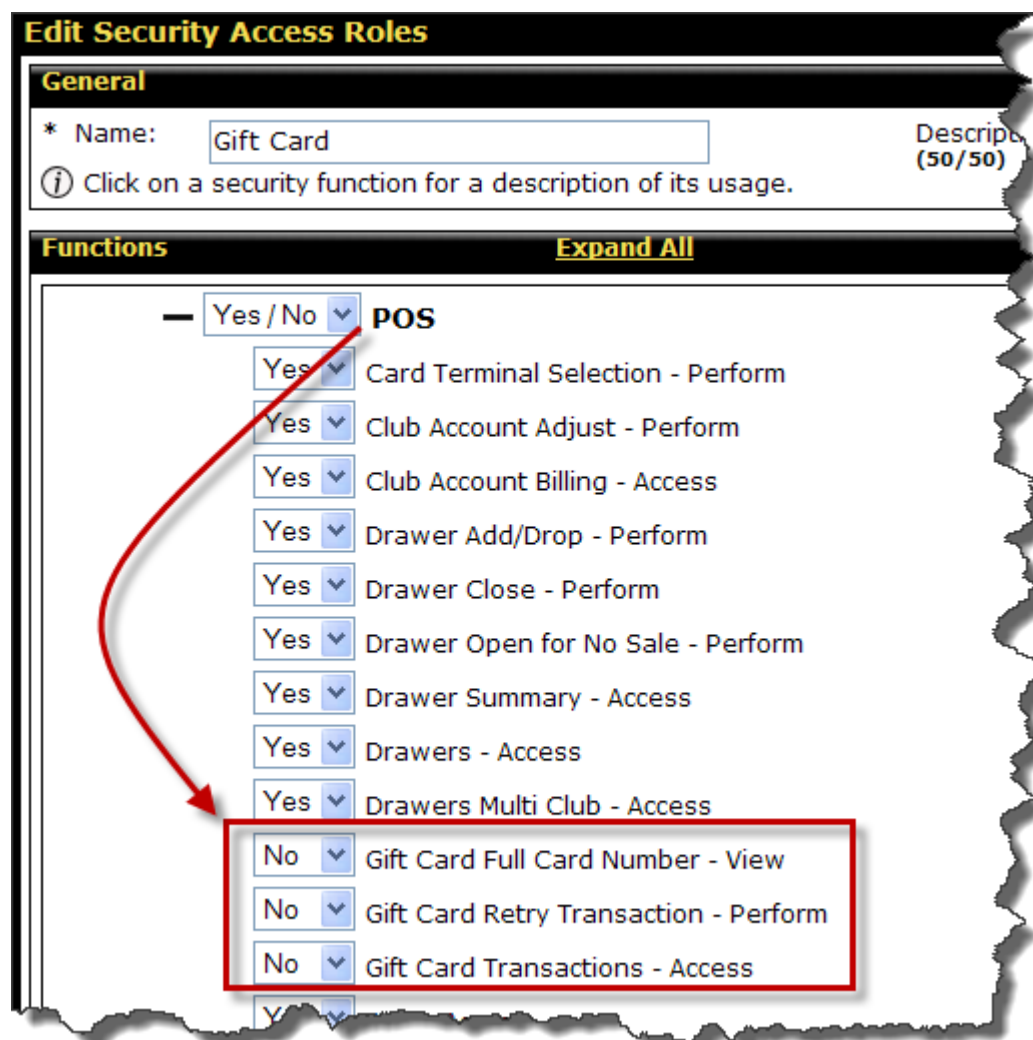 Edit Security Access Roles
General
* Name: Gift Card
(50/50)
i Click on a security function for a description of its usage.
Functions Expand All
Yes / No POS
Yes Card Terminal Selection - Perform
Yes Club Account Adjust - Perform
Yes Club Account Billing - Access
Yes Drawer Add/Drop - Perform
Yes Drawer Close - Perform
Yes Drawer Open for No Sale - Perform
Yes Drawer Summary - Access
Yes Drawers - Access
Yes Drawers Multi Club - Access
No Gift Card Full Card Number - View
No Gift Card Retry Transaction - Perform
No Gift Card Transactions - Access